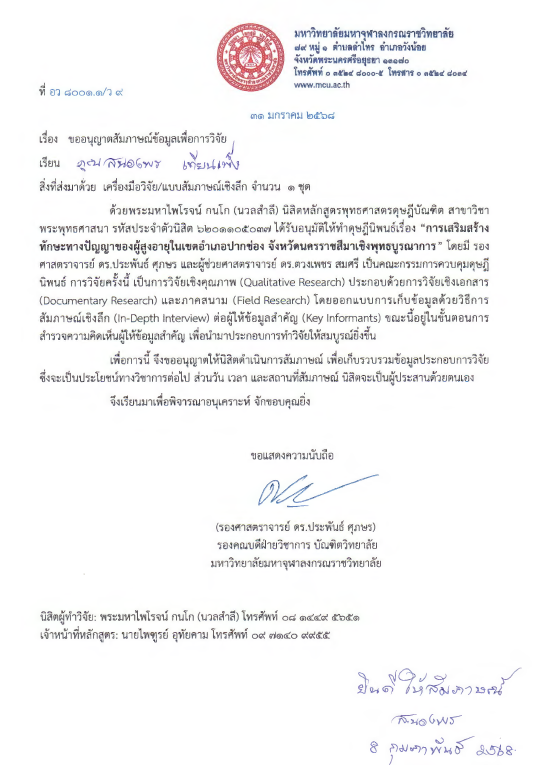 มหาวิทยาลัยมหาจุฬาลงกรณราชวิทยาลัย
๗๙ หมู่ ๑ ตำบลลำไทร อำเภอวังน้อย
จังหวัดพระนครศรีอยุธยา ๑๓๑๗๐
โทรศัพท์ ๐ ๓๕๒๔ ๘๐๐๐-๕ โทรสาร ๐ ๓๕๒๔ ๘๐๓๔
www.mcu.ac.th
ที่ อว ๘๐๐๑.๑/ว ๙
๓๑ มกราคม ๒๕๖๘
เรื่อง ขออนุญาตสัมภาษณ์ข้อมูลเพื่อการวิจัย
เรียน คุณสนองพร เทียนเพ็ง
สิ่งที่ส่งมาด้วย เครื่องมือวิจัย/แบบสัมภาษณ์เชิงลึก จำนวน ๑ ชุด
ด้วยพระมหาไพโรจน์ กนโก (นวลสำลี) นิสิตหลักสูตรพุทธศาสตรดุษฎีบัณฑิต สาขาวิชา
พระพุทธศาสนา รหัสประจำตัวนิสิต ๖๒๐๑๑๐๕๐๓๗ ได้รับอนุมัติให้ทำดุษฎีนิพนธ์เรื่อง "การเสริมสร้าง
ทักษะทางปัญญาของผู้สูงอายุในเขตอำเภอปากช่อง จังหวัดนครราชสีมาเชิงพุทธบูรณาการ" โดยมี รอง
ศาสตราจารย์ ดร.ประพันธ์ ศุภษร และผู้ช่วยศาสตราจารย์ ดร.ดวงเพชร สมศรี เป็นคณะกรรมการควบคุมดุษฎี
นิพนธ์ การวิจัยครั้งนี้ เป็นการวิจัยเชิงคุณภาพ (Qualitative Research) ประกอบด้วยการวิจัยเชิงเอกสาร
(Documentary Research) และภาคสนาม (Field Research) โดยออกแบบการเก็บข้อมูลด้วยวิธีการ
สัมภาษณ์เชิงลึก (In-Depth Interview) ต่อผู้ให้ข้อมูลสำคัญ (Key Informants) ขณะนี้อยู่ในขั้นตอนการ
สำรวจความคิดเห็นผู้ให้ข้อมูลสำคัญ เพื่อนำมาประกอบการทำวิจัยให้สมบูรณ์ยิ่งขึ้น
เพื่อการนี้ จึงขออนุญาตให้นิสิตดำเนินการสัมภาษณ์ เพื่อเก็บรวบรวมข้อมูลประกอบการวิจัย
ซึ่งจะเป็นประโยชน์ทางวิชาการต่อไป ส่วนวัน เวลา และสถานที่สัมภาษณ์ นิสิตจะเป็นผู้ประสานด้วยตนเอง
จึงเรียนมาเพื่อพิจารณาอนุเคราะห์ จักขอบคุณยิ่ง
ขอแสดงความนับถือ
(รองศาสตราจารย์ ดร.ประพันธ์ ศุภษร)
รองคณบดีฝ่ายวิชาการ บัณฑิตวิทยาลัย
มหาวิทยาลัยมหาจุฬาลงกรณราชวิทยาลัย
นิสิตผู้ทำวิจัย: พระมหาไพโรจน์ กนโก (นวลสำลี) โทรศัพท์ ๐๘ ๑๔๔๙ ๕๖๕๑
เจ้าหน้าที่หลักสูตร: นายไพฑูรย์ อุทัยคาม โทรศัพท์ ๐๙ ๗๑๔๐ ๙๙๕๕
ยินดีให้สัมภาษณ์
สนองพร
8 กุมภาพันธ์ 2568